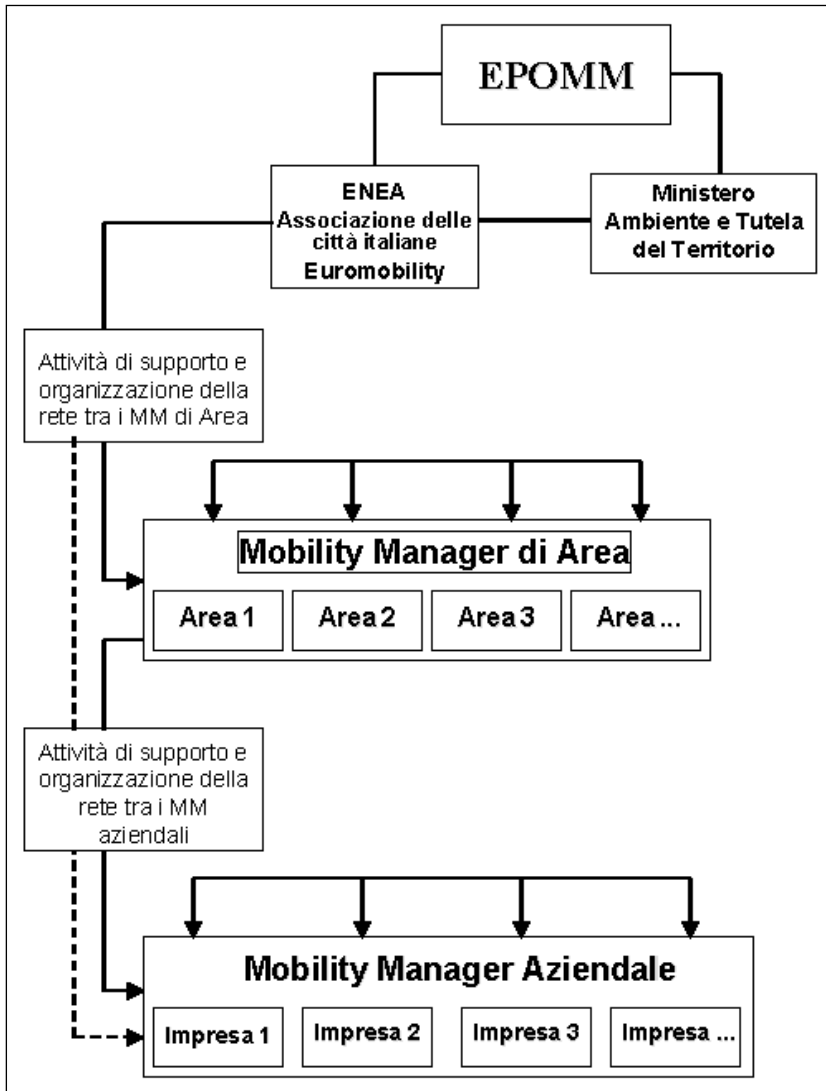 EPOMM
ENEA
Associazione delle
città italiane
Euromobility
Ministero
Ambiente e Tutela
del Territorio
Attività di supporto e
organizzazione della
rete tra i MM di Area
Mobility Manager di Area
Area 1
Area 2
Area 3
Area ...
Attività di supporto e
organizzazione della
rete tra i MM
aziendali
Mobility Manager Aziendale
Impresa 1
Impresa 2
Impresa 3
Impresa ...